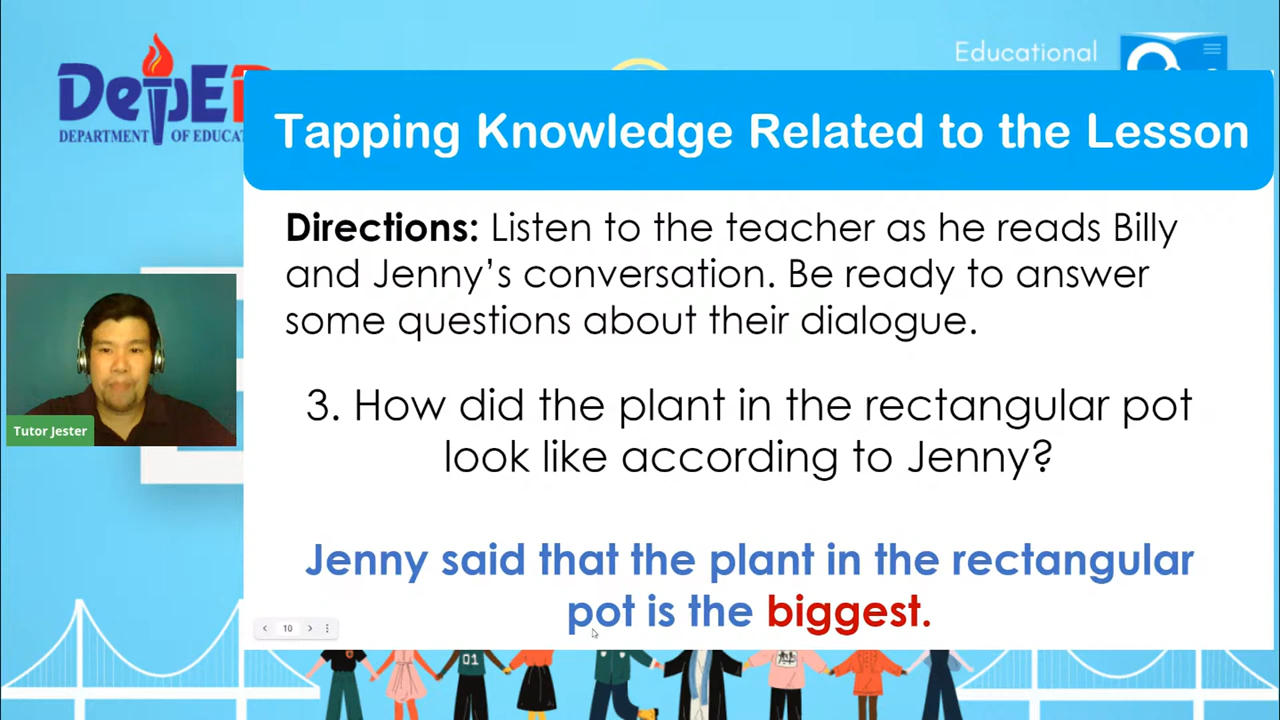 DepED
DEPARTMENT OF EDUCA
Educational
Tapping Knowledge Related to the Lesson
Directions: Listen to the teacher as he reads Billy
and Jenny’s conversation. Be ready to answer
some questions about their dialogue.
3. How did the plant in the rectangular pot
look like according to Jenny?
Jenny said that the plant in the rectangular
pot is the biggest.
Tutor Jester
10
01